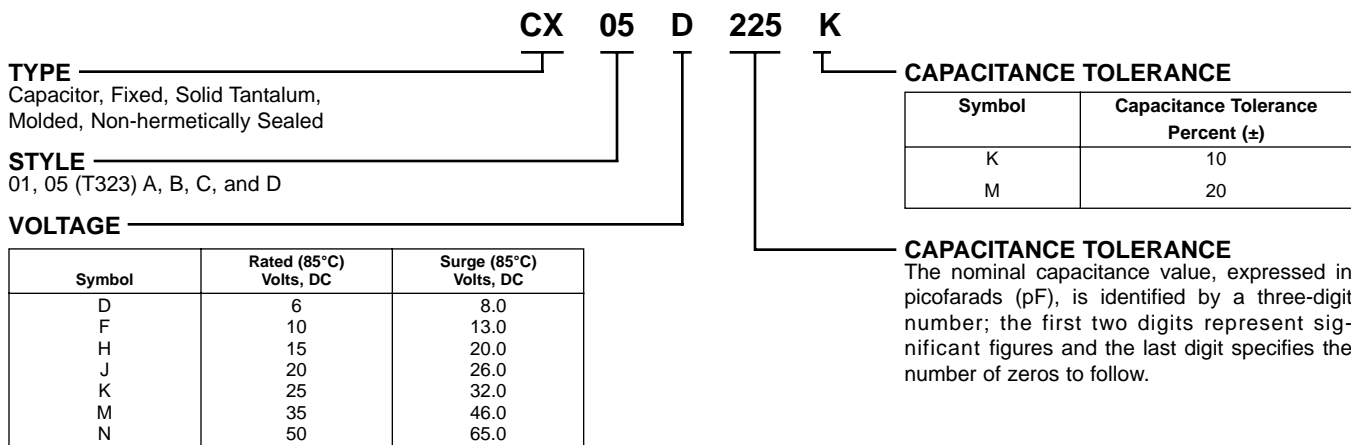 CX 05 D 225 K
TYPE
Capacitor, Fixed, Solid Tantalum,
Molded, Non-hermetically Sealed
STYLE
01, 05 (T323) A, B, C, and D
VOLTAGE
Symbol Rated (85°C) Volts, DC Surge (85°C) Volts, DC
D 6 8.0
F 10 13.0
H 15 20.0
J 20 26.0
K 25 32.0
M 35 46.0
N 50 65.0
CAPACITANCE TOLERANCE
Symbol Capacitance Tolerance
Percent (±)
K 10
M 20
CAPACITANCE TOLERANCE
The nominal capacitance value, expressed in
picofarads (pF), is identified by a three-digit
number; the first two digits represent sig-
nificant figures and the last digit specifies the
number of zeros to follow.